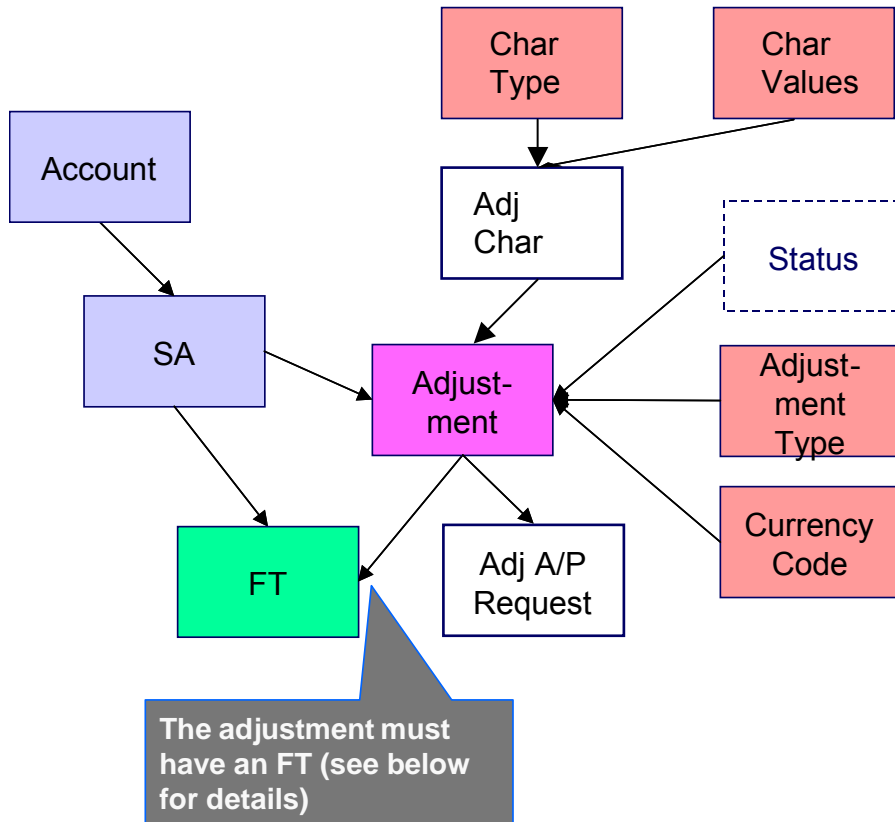 Char
Type
Char
Values
Account
Adj
Char
Status
SA
Adjust-
ment
Adjust-
ment
Type
FT
Adj A/P
Request
Currency
Code
The adjustment must
have an FT (see below
for details)